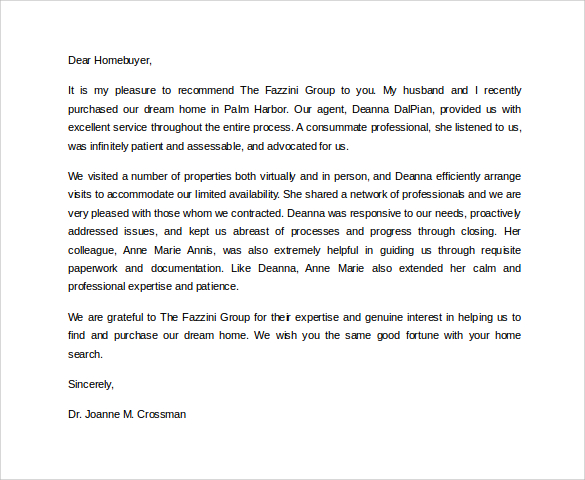 Dear Homebuyer,
It is my pleasure to recommend The Fazzini Group to you. My husband and I recently
purchased our dream home in Palm Harbor. Our agent, Deanna DalPian, provided us with
excellent service throughout the entire process. A consummate professional, she listened to us,
was infinitely patient and assessable, and advocated for us.
We visited a number of properties both virtually and in person, and Deanna efficiently arrange
visits to accommodate our limited availability. She shared a network of professionals and we are
very pleased with those whom we contracted. Deanna was responsive to our needs, proactively
addressed issues, and kept us abreast of processes and progress through closing. Her
colleague, Anne Marie Annis, was also extremely helpful in guiding us through requisite
paperwork and documentation. Like Deanna, Anne Marie also extended her calm and
professional expertise and patience.
We are grateful to The Fazzini Group for their expertise and genuine interest in helping us to
find and purchase our dream home. We wish you the same good fortune with your home
search.
Sincerely,
Dr. Joanne M. Crossman